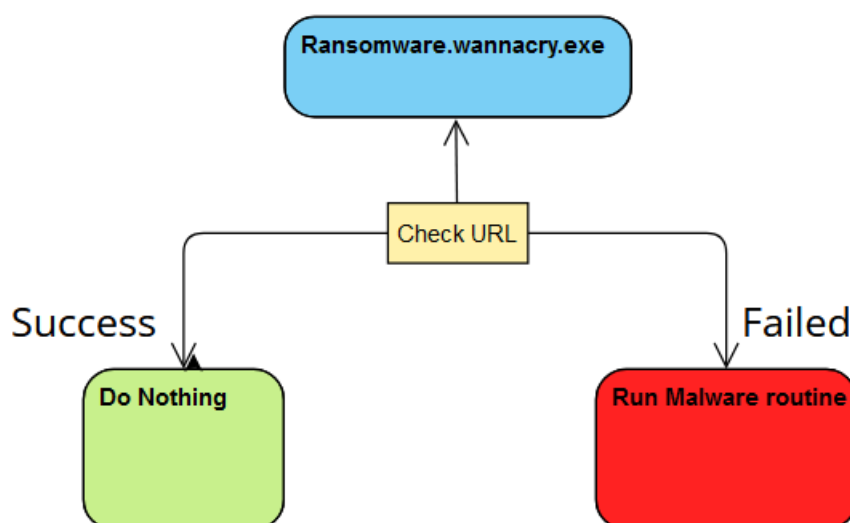 Ransomware.wannacry.exe
Check URL
Success
Failed
Do Nothing
Run Malware routine